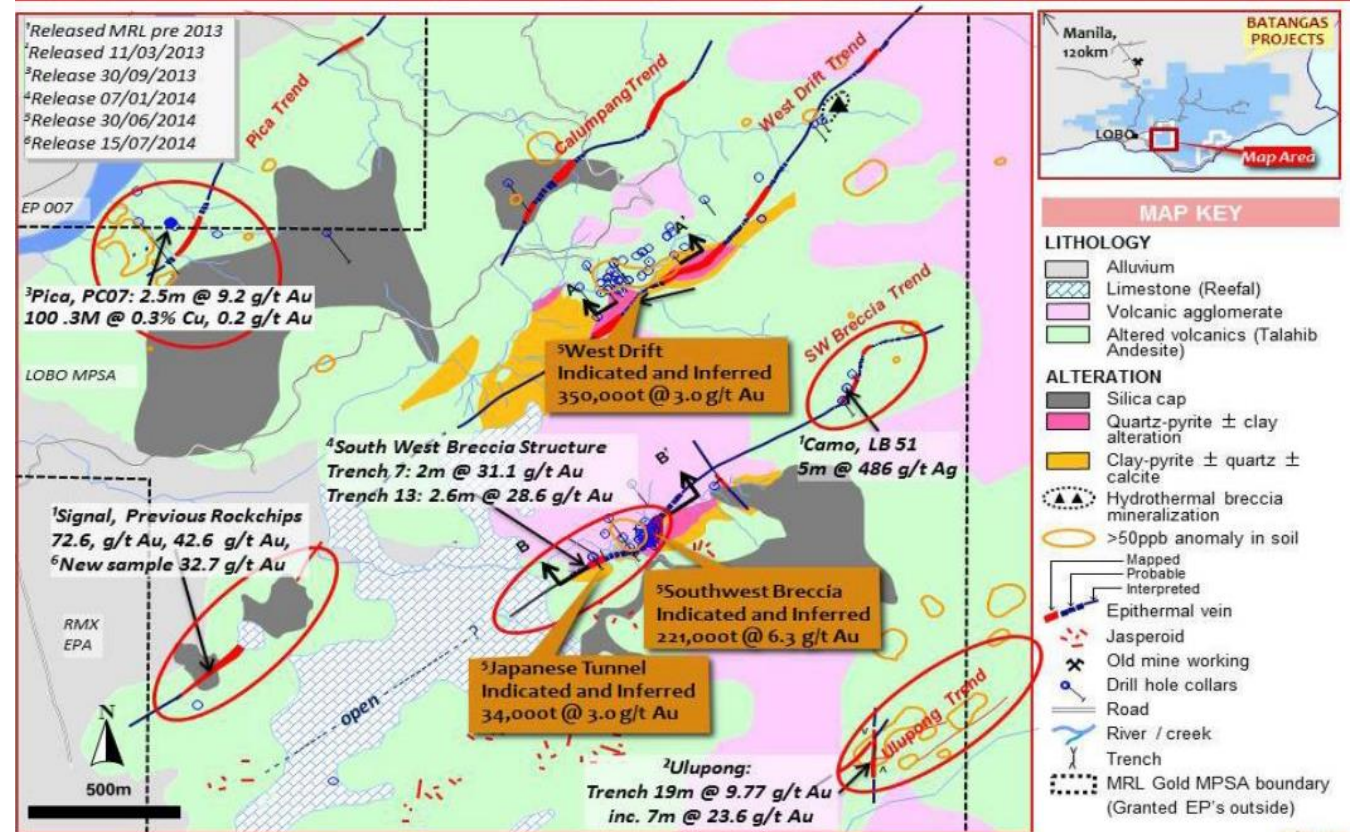 ¹Released MRL pre 2013
²Released 11/03/2013
³Release 30/09/2013
⁴Release 07/01/2014
⁵Release 30/06/2014
⁶Release 15/07/2014
Pica Trend
Calumpang Trend
West Drift Trend
EP 007
³Pica, PC07: 2.5m @ 9.2 g/t Au
100 .3M @ 0.3% Cu, 0.2 g/t Au
LOBO MPSA
A
A'
⁵West Drift
Indicated and Inferred
350,000t @ 3.0 g/t Au
SW Breccia Trend
⁴South West Breccia Structure
Trench 7: 2m @ 31.1 g/t Au
Trench 13: 2.6m @ 28.6 g/t Au
¹Camo, LB 51
5m @ 486 g/t Ag
B
B'
¹Signal, Previous Rockchips
72.6, g/t Au, 42.6 g/t Au,
⁶New sample 32.7 g/t Au
⁵Southwest Breccia
Indicated and Inferred
221,000t @ 6.3 g/t Au
RMX
EPA
⁵Japanese Tunnel
Indicated and Inferred
34,000t @ 3.0 g/t Au
open
?
Ulupong Trend
²Ulupong:
Trench 19m @ 9.77 g/t Au
inc. 7m @ 23.6 g/t Au
N
500m
Manila,
120km
BATANGAS
PROJECTS
LOBO
Map Area
MAP KEY
LITHOLOGY
Alluvium
Limestone (Reefal)
Volcanic agglomerate
Altered volcanics (Talahib
Andesite)
ALTERATION
Silica cap
Quartz-pyrite ± clay
alteration
Clay-pyrite ± quartz ±
calcite
Hydrothermal breccia
mineralization
>50ppb anomaly in soil
Mapped
Probable
Interpreted
Epithermal vein
Jasperoid
Old mine working
Drill hole collars
Road
River / creek
Trench
MRL Gold MPSA boundary
(Granted EP's outside)